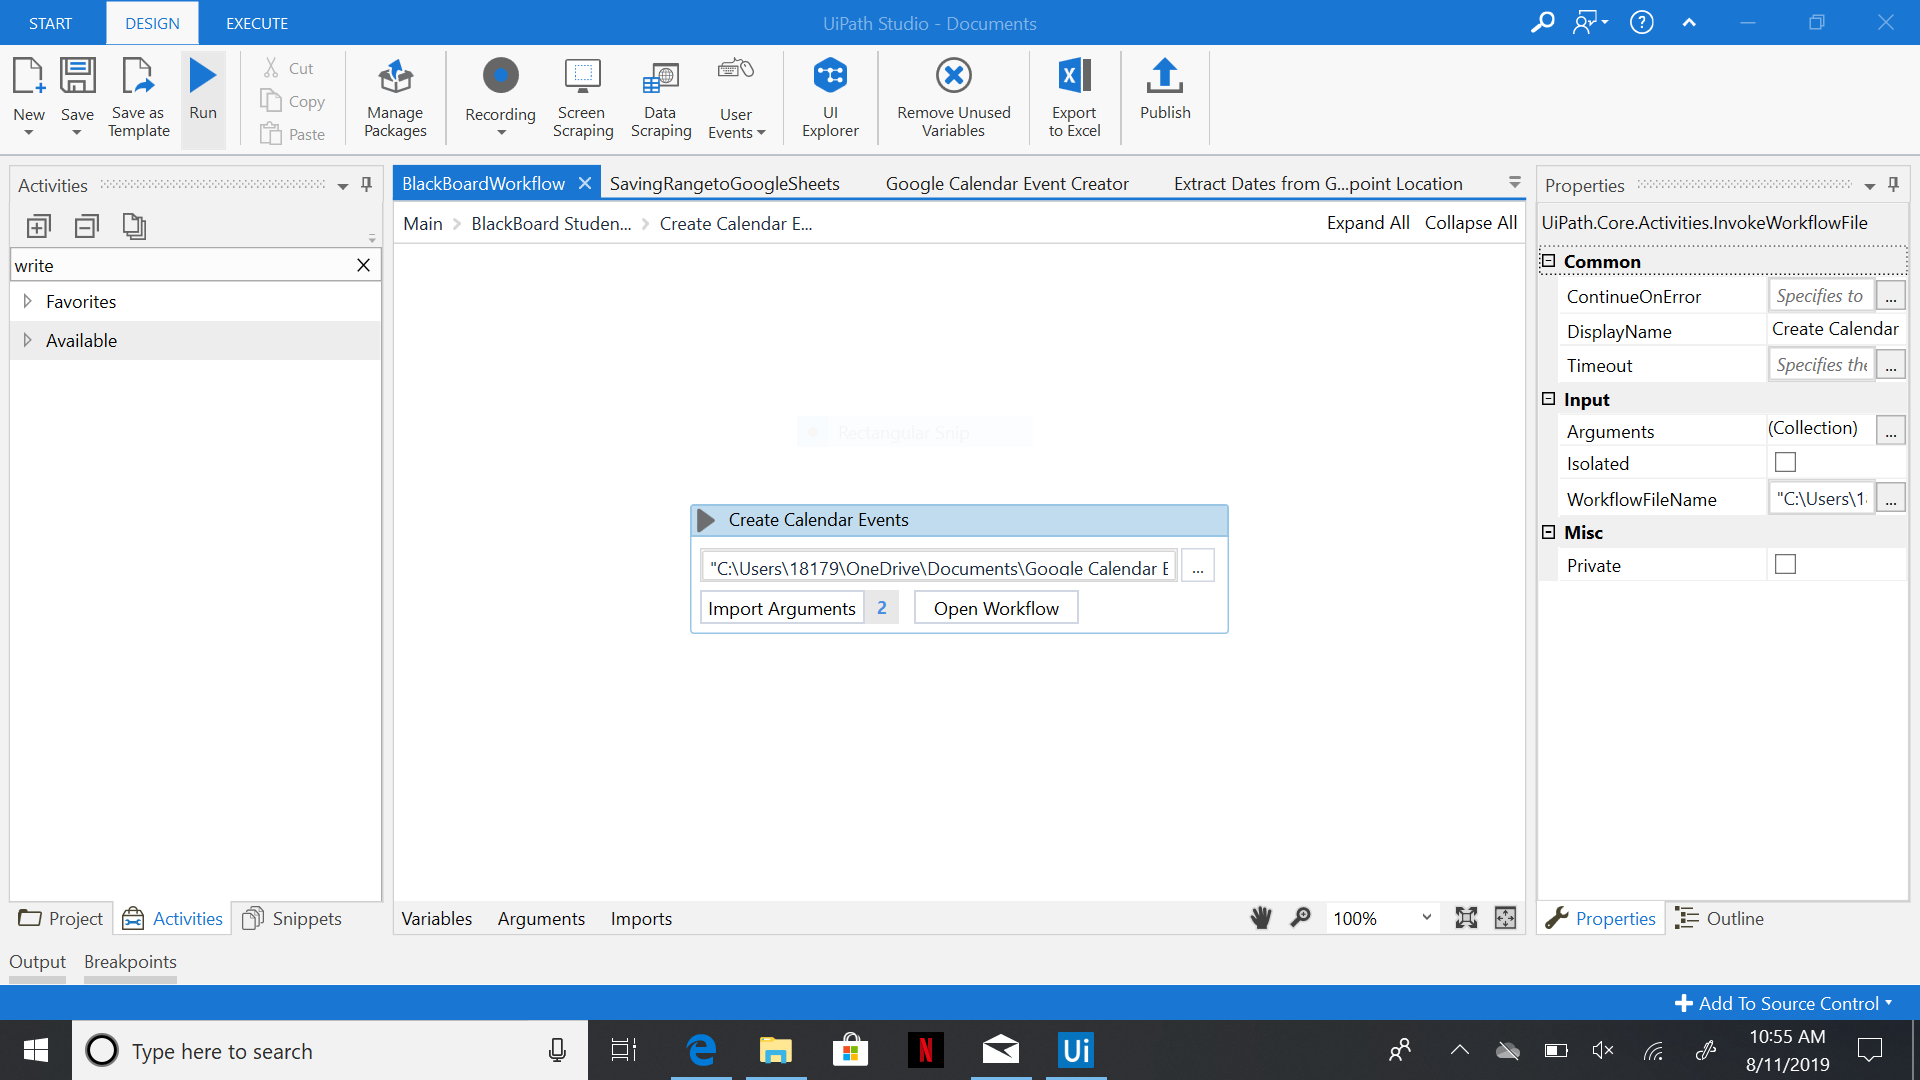 START DESIGN EXECUTE UiPath Studio - Documents
New Save Save as Template Run Cut Copy Paste Manage Packages Recording Screen Scraping Data Scraping User Events UI Explorer Remove Unused Variables Export to Excel Publish
Activities
write
Favorites
Available
Project Activities Snippets
BlackBoardWorkflow SavingRangetoGoogleSheets Google Calendar Event Creator Extract Dates from G...point Location
Main > BlackBoard Studen... > Create Calendar E... Expand All Collapse All
Rectangular Snip
Create Calendar Events
"C:\Users\18179\OneDrive\Documents\Google Calendar E ...
Import Arguments 2 Open Workflow
Variables Arguments Imports 100%
Properties
UiPath.Core.Activities.InvokeWorkflowFile
Common
ContinueOnError Specifies to ...
DisplayName Create Calendar
Timeout Specifies the ...
Input
Arguments (Collection) ...
Isolated
WorkflowFileName "C:\Users\18 ...
Misc
Private
Properties Outline
Output Breakpoints
Add To Source Control
Type here to search
N
Ui
10:55 AM
8/11/2019